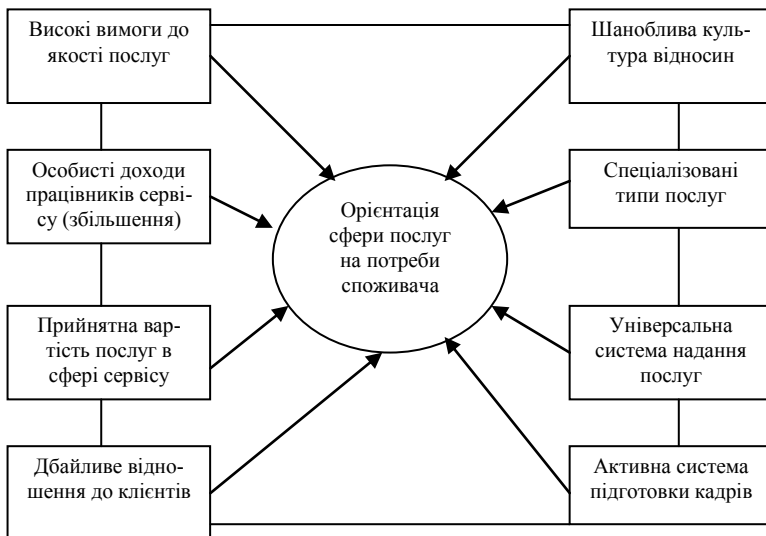 Високі вимоги до
якості послуг
Шаноблива куль-
тура відносин
Особисті доходи
працівників серві-
су (збільшення)
Спеціалізовані
типи послуг
Орієнтація
сфери послуг
на потреби
споживача
Прийнятна вар-
тість послуг в
сфері сервісу
Універсальна
система надання
послуг
Дбайливе відно-
шення до клієнтів
Активна система
підготовки кадрів